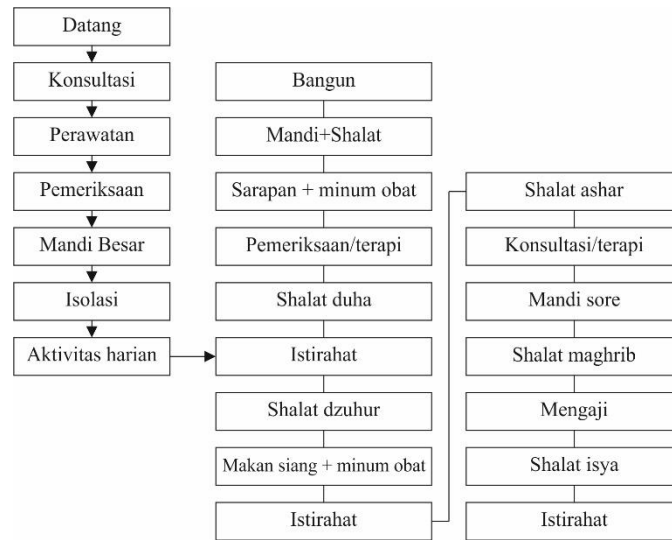 Datang
Konsultasi
Perawatan
Pemeriksaan
Mandi Besar
Isolasi
Aktivitas harian
Bangun
Mandi+Shalat
Sarapan + minum obat
Pemeriksaan/terapi
Shalat duha
Istirahat
Shalat dzuhur
Makan siang + minum obat
Istirahat
Shalat ashar
Konsultasi/terapi
Mandi sore
Shalat maghrib
Mengaji
Shalat isya
Istirahat